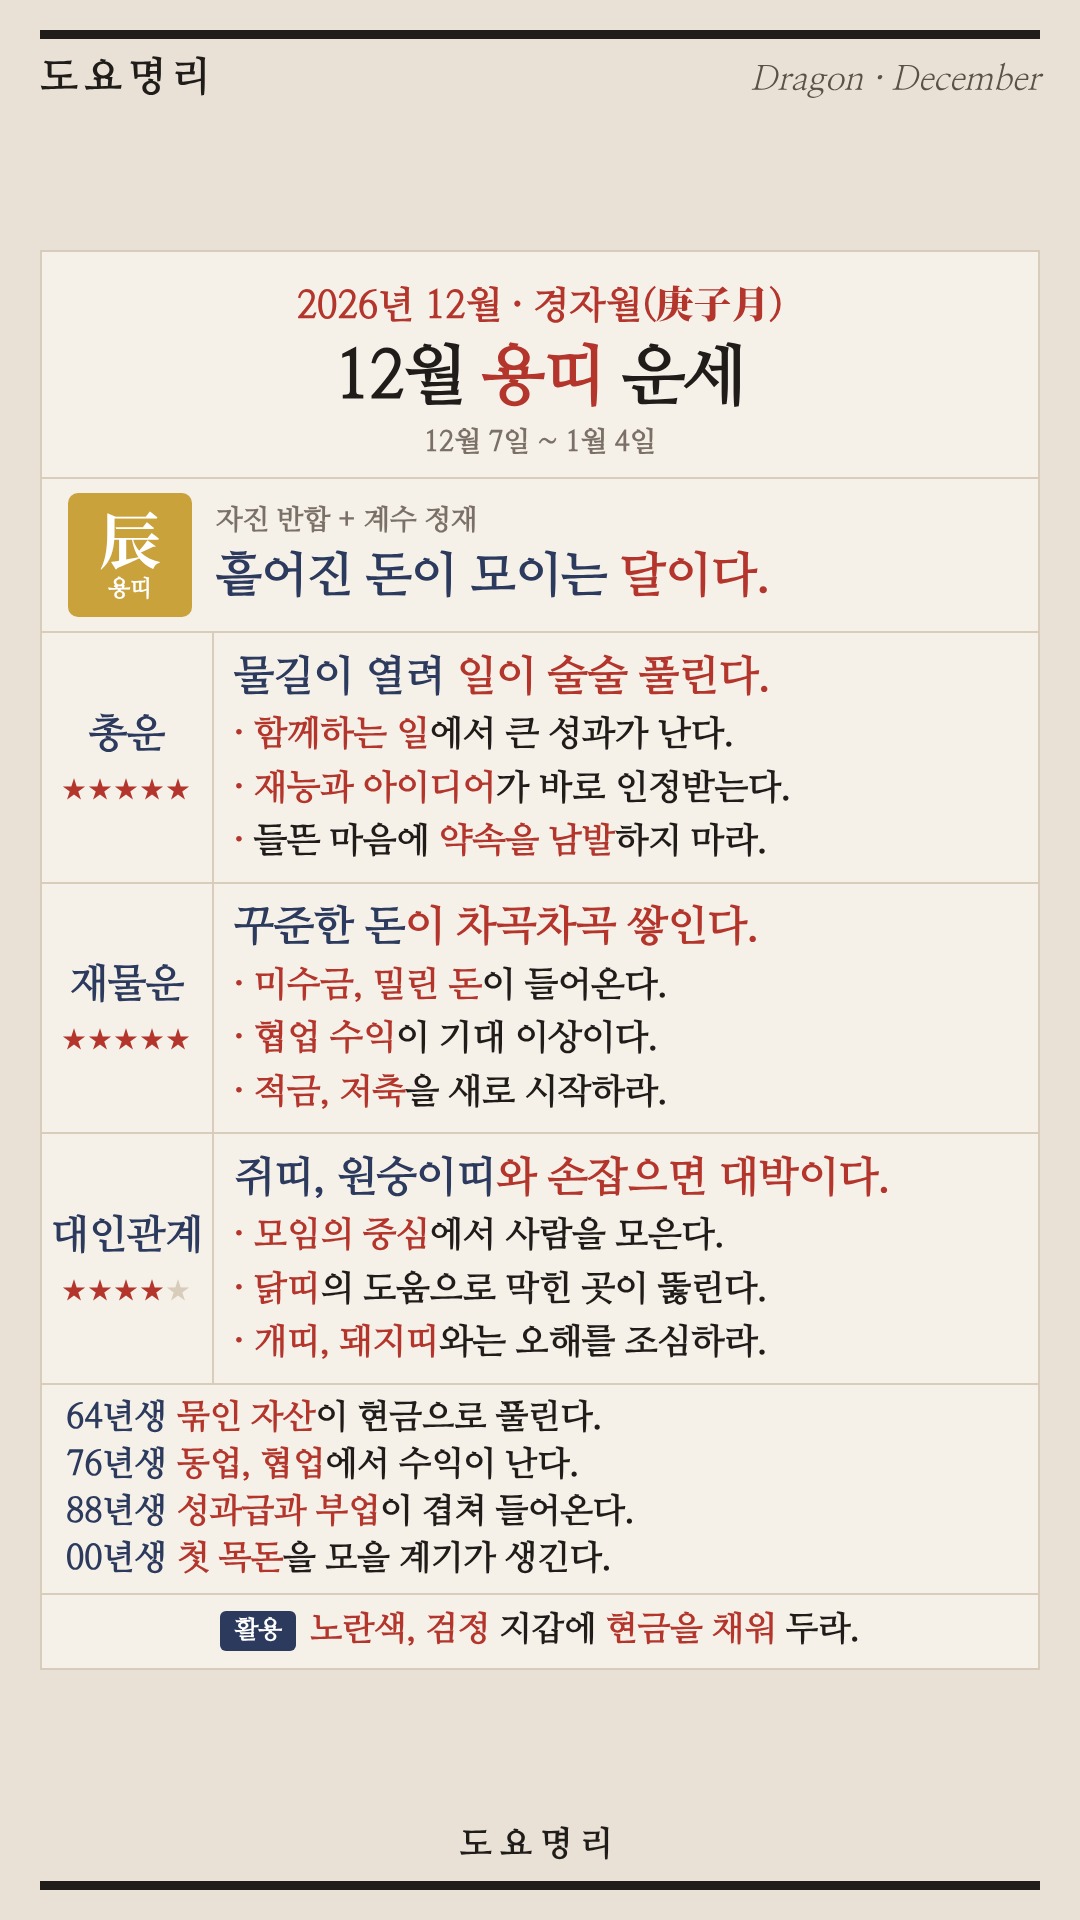 도요명리
Dragon · December
2026년 12월 · 경자월(庚子月)
12월 용띠 운세
12월 7일 ~ 1월 4일
辰
용띠
자진 반합 + 계수 정재
흩어진 돈이 모이는 달이다.
총운
★★★★★
물길이 열려 일이 술술 풀린다.
· 함께하는 일에서 큰 성과가 난다.
· 재능과 아이디어가 바로 인정받는다.
· 들뜬 마음에 약속을 남발하지 마라.
재물운
★★★★★
꾸준한 돈이 차곡차곡 쌓인다.
· 미수금, 밀린 돈이 들어온다.
· 협업 수익이 기대 이상이다.
· 적금, 저축을 새로 시작하라.
대인관계
★★★★★
쥐띠, 원숭이띠와 손잡으면 대박이다.
· 모임의 중심에서 사람을 모은다.
· 닭띠의 도움으로 막힌 곳이 뚫린다.
· 개띠, 돼지띠와는 오해를 조심하라.
64년생 묶인 자산이 현금으로 풀린다.
76년생 동업, 협업에서 수익이 난다.
88년생 성과급과 부업이 겹쳐 들어온다.
00년생 첫 목돈을 모을 계기가 생긴다.
활용 노란색, 검정 지갑에 현금을 채워 두라.
도요명리